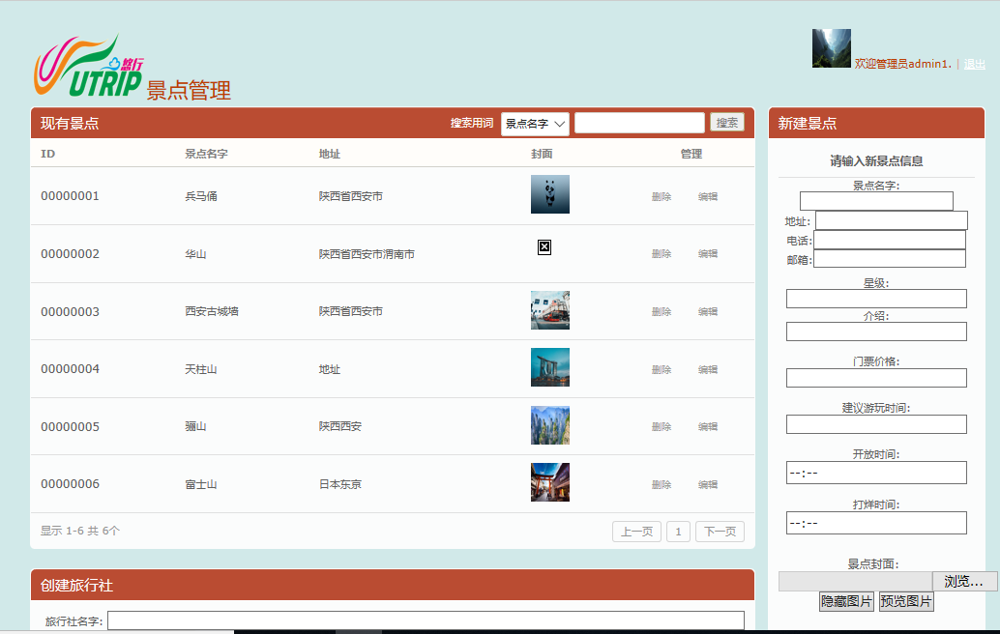 悠行
UTRIP 景点管理
欢迎管理员admin1. | 退出
现有景点 搜索用词 景点名字 搜索
ID 景点名字 地址 封面 管理
00000001 兵马俑 陕西省西安市 删除 编辑
00000002 华山 陕西省西安市渭南市 删除 编辑
00000003 西安古城墙 陕西省西安市 删除 编辑
00000004 天柱山 地址 删除 编辑
00000005 骊山 陕西西安 删除 编辑
00000006 富士山 日本东京 删除 编辑
显示 1-6 共 6个 上一页 1 下一页
创建旅行社
旅行社名字:
新建景点
请输入新景点信息
景点名字:
地址:
电话:
邮箱:
星级:
介绍:
门票价格:
建议游玩时间:
开放时间:
--:--
打烊时间:
--:--
景点封面:
浏览...
隐藏图片 预览图片